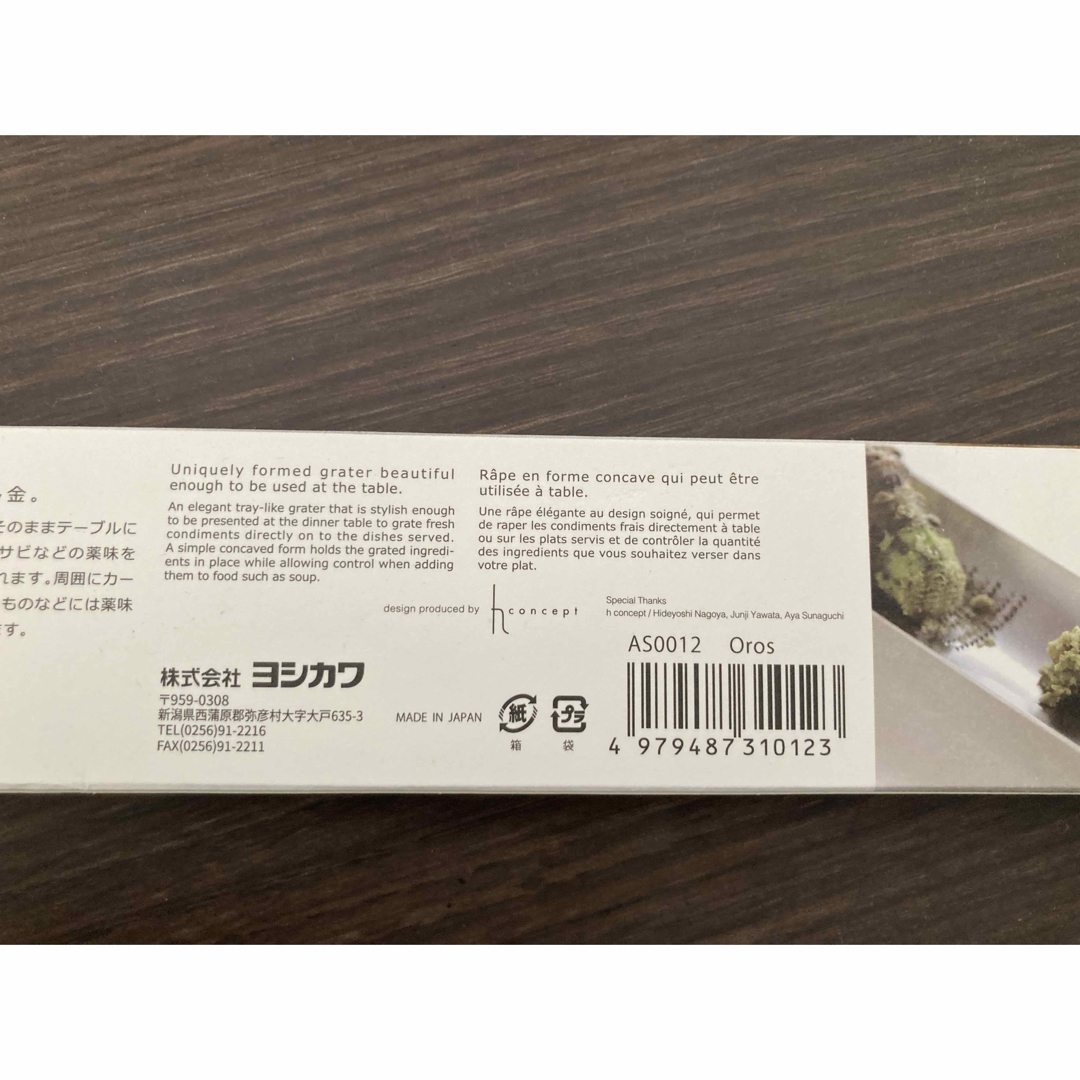 金。
そのままテーブルに
サビなどの薬味を
れます。周囲にカー
ものなどには薬味
す。
Uniquely formed grater beautiful
enough to be used at the table.
An elegant tray-like grater that is stylish enough
to be presented at the dinner table to grate fresh
condiments directly on to the dishes served.
A simple concaved form holds the grated ingredi-
ents in place while allowing control when adding
them to food such as soup.
Râpe en forme concave qui peut être
utilisée à table.
Une râpe élégante au design soigné, qui permet
de raper les condiments frais directement à table
ou sur les plats servis et de contrôler la quantité
des ingredients que vous souhaitez verser dans
votre plat.
design produced by h concept
Special Thanks
h concept / Hideyoshi Nagoya, Junji Yawata, Aya Sunaguchi
株式会社 ヨシカワ
〒959-0308
新潟県西蒲原郡弥彦村大字大戸635-3
TEL(0256)91-2216
FAX(0256)91-2211
MADE IN JAPAN
紙
箱
プラ
袋
AS0012 Oros
4 979487 310123